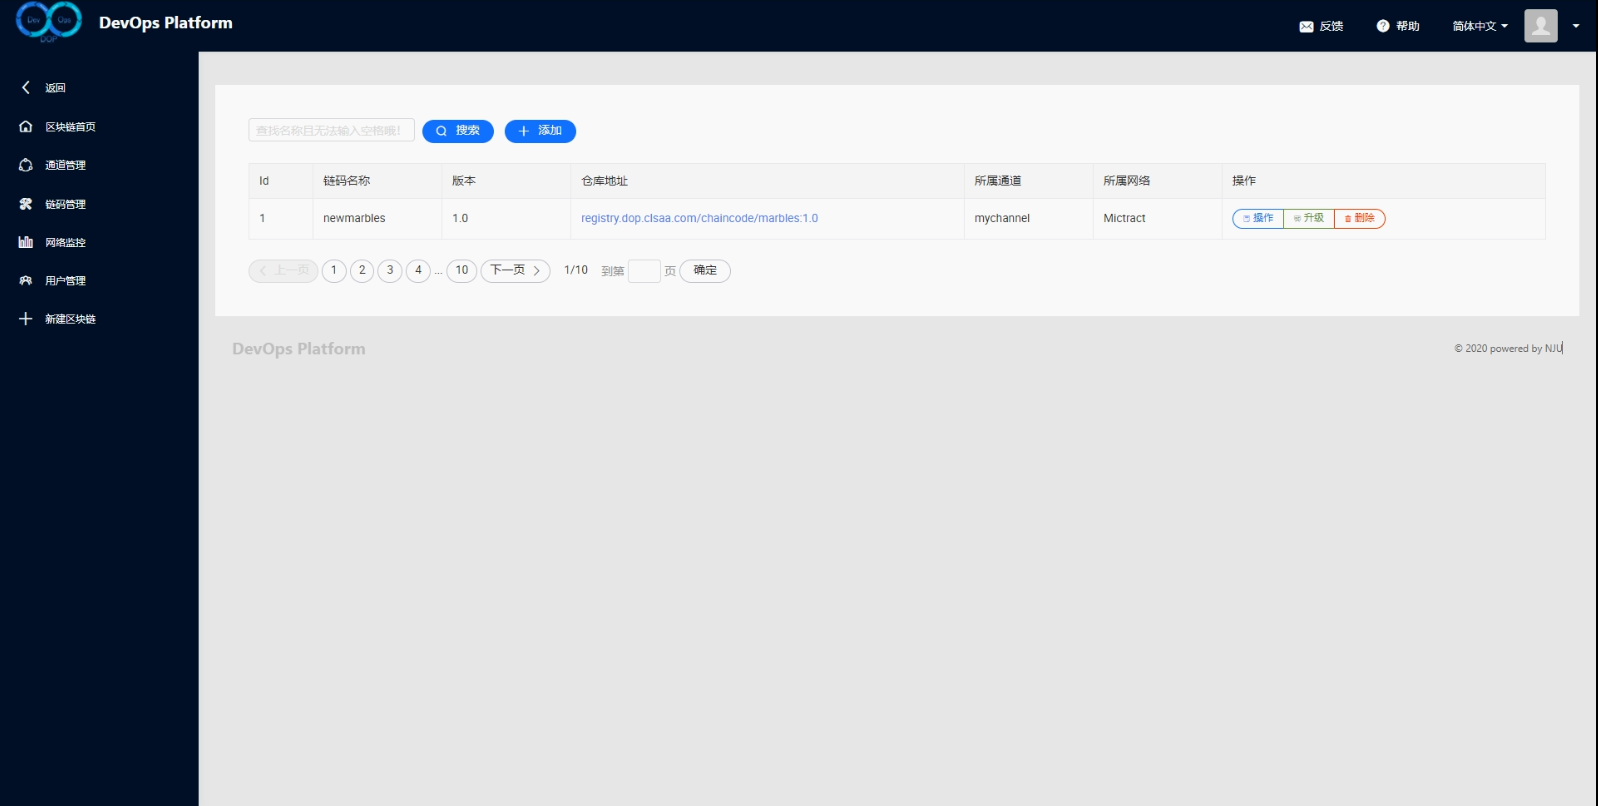 Dev Ops
DOP
DevOps Platform
反馈
帮助
简体中文
返回
区块链首页
通道管理
链码管理
网络监控
用户管理
新建区块链
查找名称且无法输入空格哦!
搜索
添加
Id 链码名称 版本 仓库地址 所属通道 所属网络 操作
1 newmarbles 1.0 registry.dop.clsaa.com/chaincode/marbles:1.0 mychannel Mictract 操作 升级 删除
上一页 1 2 3 4 ... 10 下一页 1/10 到第 页 确定
DevOps Platform
© 2020 powered by NJU